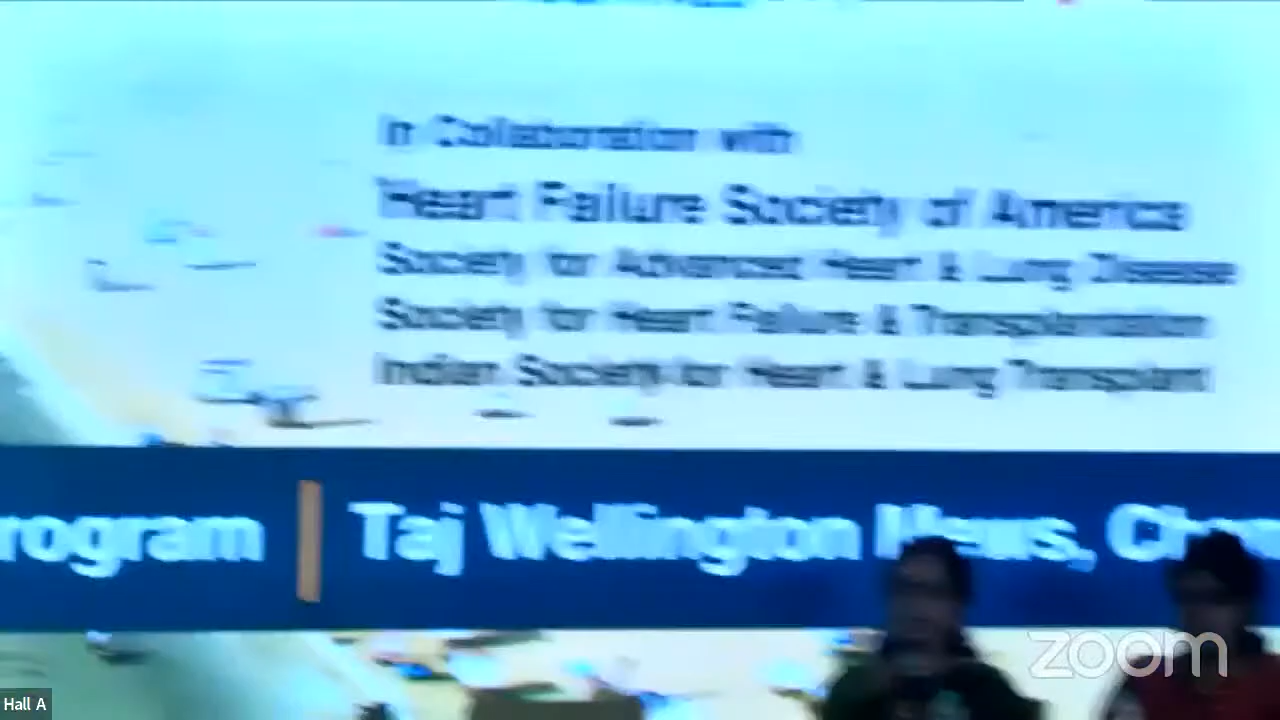 In Collaboration with
Heart Failure Society of America
Society for Advanced Heart & Lung Disease
Society for Heart Failure & Transplantation
Indian Society for Heart & Lung Transplant
rogram | Taj Wellington Mews, Chen
zoom
Hall A